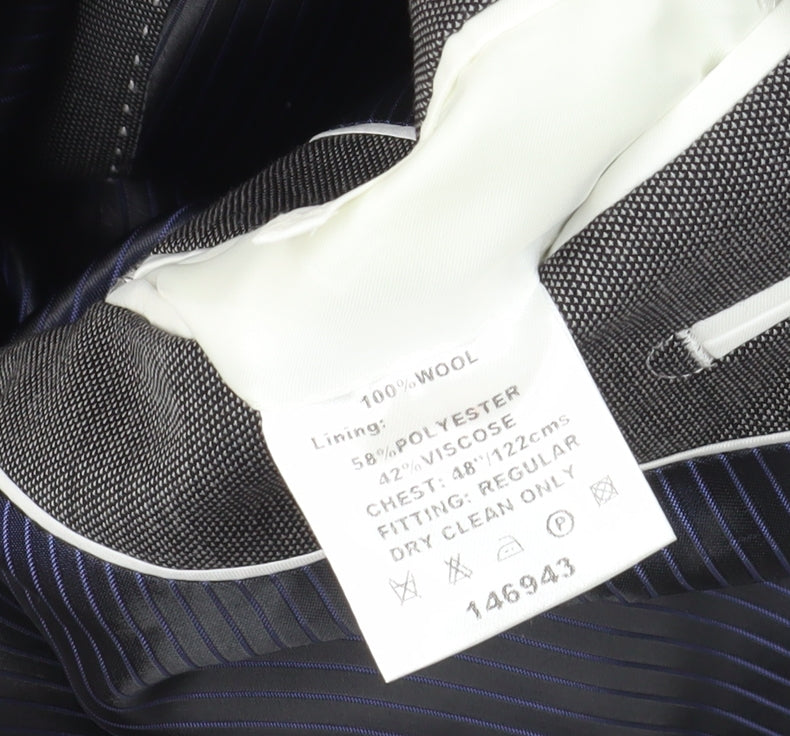 100%WOOL
Lining:
58%POLYESTER
42%VISCOSE
CHEST: 48"/122cms
FITTING: REGULAR
DRY CLEAN ONLY
P
146943